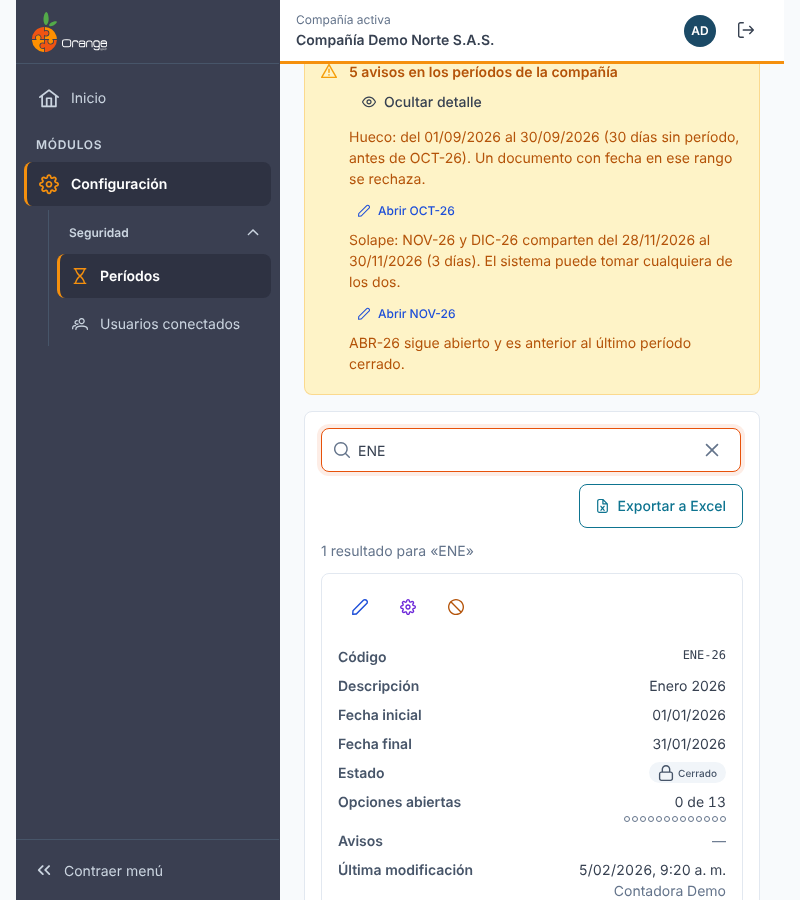 Orange
Inicio
MÓDULOS
Configuración
Seguridad
Períodos
Usuarios conectados
Contraer menú
Compañía activa
Compañía Demo Norte S.A.S.
AD
5 avisos en los períodos de la compañía
Ocultar detalle
Hueco: del 01/09/2026 al 30/09/2026 (30 días sin período,
antes de OCT-26). Un documento con fecha en ese rango
se rechaza.
Abrir OCT-26
Solape: NOV-26 y DIC-26 comparten del 28/11/2026 al
30/11/2026 (3 días). El sistema puede tomar cualquiera de
los dos.
Abrir NOV-26
ABR-26 sigue abierto y es anterior al último período
cerrado.
ENE
Exportar a Excel
1 resultado para «ENE»
Código ENE-26
Descripción Enero 2026
Fecha inicial 01/01/2026
Fecha final 31/01/2026
Estado Cerrado
Opciones abiertas 0 de 13
Avisos —
Última modificación 5/02/2026, 9:20 a. m.
Contadora Demo